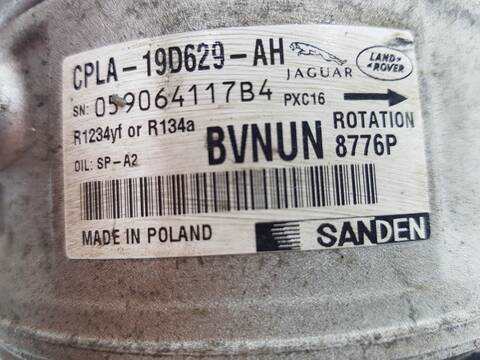 CPLA-19D629-AH
JAGUAR
LAND-
ROVER
SN: 059064117B4
PXC16
R1234yf or R134a
BVNUN
ROTATION
OIL: SP-A2
8776P
MADE IN POLAND
SANDEN